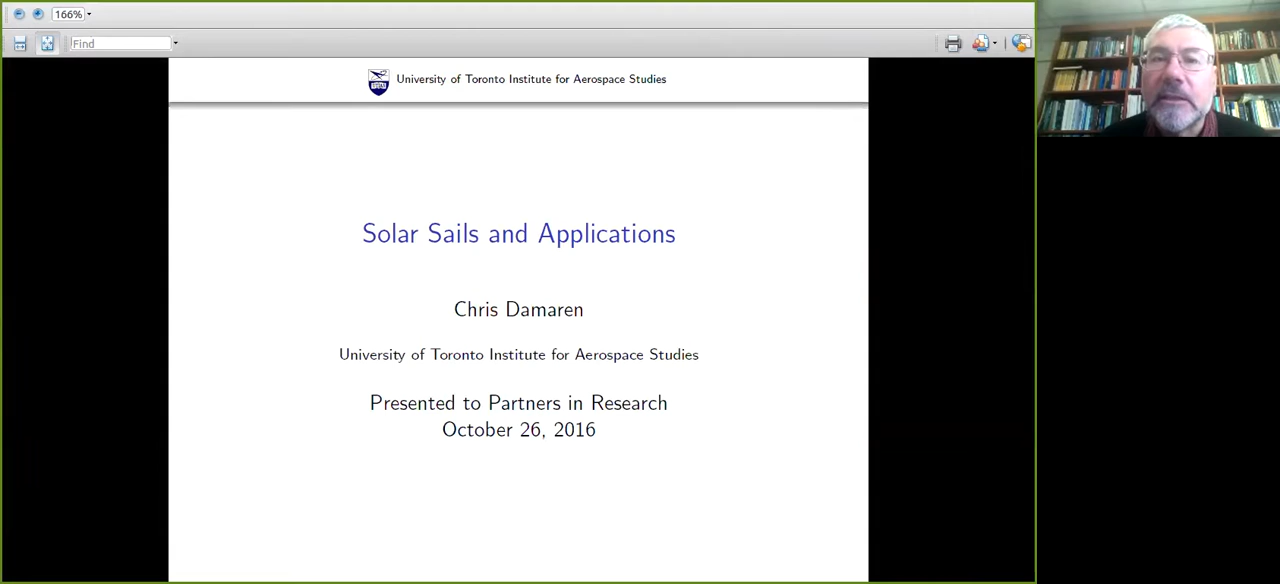 166%
Find
University of Toronto Institute for Aerospace Studies
Solar Sails and Applications
Chris Damaren
University of Toronto Institute for Aerospace Studies
Presented to Partners in Research
October 26, 2016